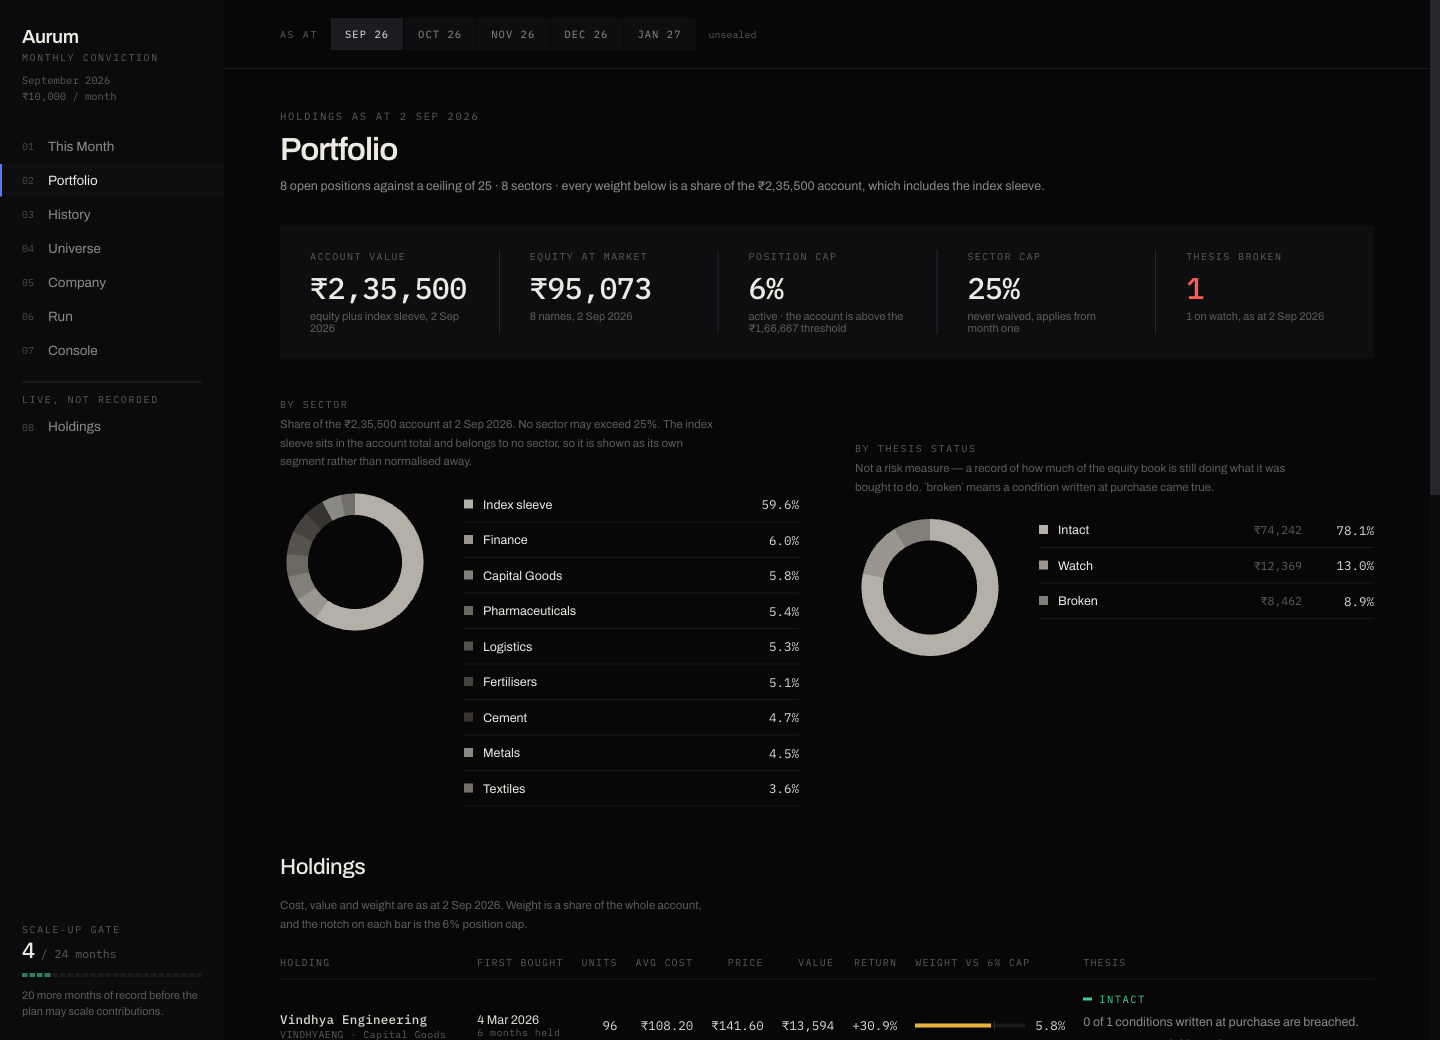 Aurum
MONTHLY CONVICTION
September 2026
₹10,000 / month
01 This Month
02 Portfolio
03 History
04 Universe
05 Company
06 Run
07 Console
LIVE, NOT RECORDED
08 Holdings
SCALE-UP GATE
4 / 24 months
20 more months of record before the
plan may scale contributions.
AS AT SEP 26 OCT 26 NOV 26 DEC 26 JAN 27 unsealed
HOLDINGS AS AT 2 SEP 2026
Portfolio
8 open positions against a ceiling of 25 · 8 sectors · every weight below is a share of the ₹2,35,500 account, which includes the index sleeve.
ACCOUNT VALUE
₹2,35,500
equity plus index sleeve, 2 Sep
2026
EQUITY AT MARKET
₹95,073
8 names, 2 Sep 2026
POSITION CAP
6%
active · the account is above the
₹1,66,667 threshold
SECTOR CAP
25%
never waived, applies from
month one
THESIS BROKEN
1
1 on watch, as at 2 Sep 2026
BY SECTOR
Share of the ₹2,35,500 account at 2 Sep 2026. No sector may exceed 25%. The index
sleeve sits in the account total and belongs to no sector, so it is shown as its own
segment rather than normalised away.
Index sleeve 59.6%
Finance 6.0%
Capital Goods 5.8%
Pharmaceuticals 5.4%
Logistics 5.3%
Fertilisers 5.1%
Cement 4.7%
Metals 4.5%
Textiles 3.6%
BY THESIS STATUS
Not a risk measure — a record of how much of the equity book is still doing what it was
bought to do. 'broken' means a condition written at purchase came true.
Intact ₹74,242 78.1%
Watch ₹12,369 13.0%
Broken ₹8,462 8.9%
Holdings
Cost, value and weight are as at 2 Sep 2026. Weight is a share of the whole account,
and the notch on each bar is the 6% position cap.
HOLDING FIRST BOUGHT UNITS AVG COST PRICE VALUE RETURN WEIGHT VS 6% CAP THESIS
INTACT
Vindhya Engineering 4 Mar 2026 96 ₹108.20 ₹141.60 ₹13,594 +30.9% 5.8% 0 of 1 conditions written at purchase are breached.
VINDHYAENG · Capital Goods 6 months held